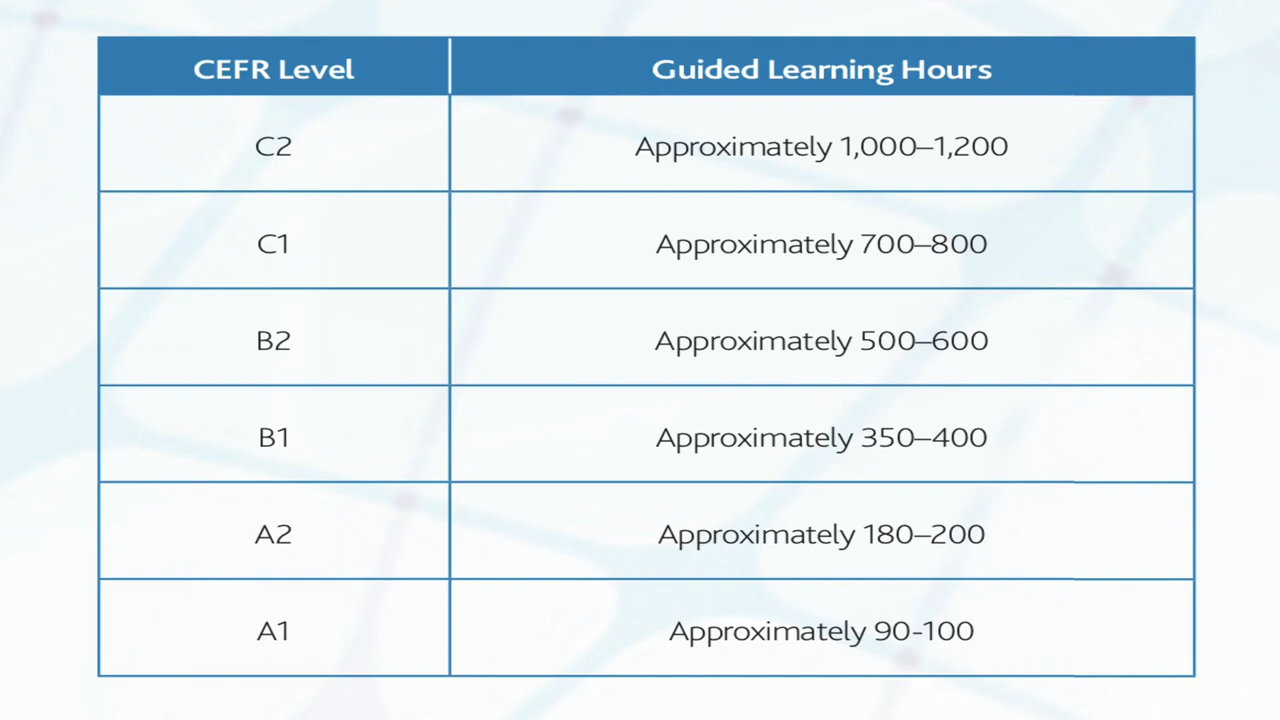 CEFR Level Guided Learning Hours
C2 Approximately 1,000–1,200
C1 Approximately 700–800
B2 Approximately 500–600
B1 Approximately 350–400
A2 Approximately 180–200
A1 Approximately 90-100